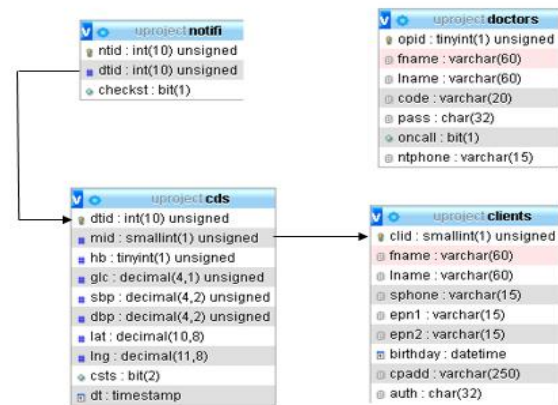 uproject notifi
ntid : int(10) unsigned
dtid : int(10) unsigned
checkst : bit(1)
uproject doctors
opid : tinyint(1) unsigned
fname : varchar(60)
lname : varchar(60)
code : varchar(20)
pass : char(32)
oncall : bit(1)
ntphone : varchar(15)
uproject cds
dtid : int(10) unsigned
mid : smallint(1) unsigned
hb : tinyint(1) unsigned
glc : decimal(4,1) unsigned
sbp : decimal(4,2) unsigned
dbp : decimal(4,2) unsigned
lat : decimal(10,8)
lng : decimal(11,8)
csts : bit(2)
dt : timestamp
uproject clients
clid : smallint(1) unsigned
fname : varchar(60)
lname : varchar(60)
sphone : varchar(15)
epn1 : varchar(15)
epn2 : varchar(15)
birthday : datetime
cpadd : varchar(250)
auth : char(32)